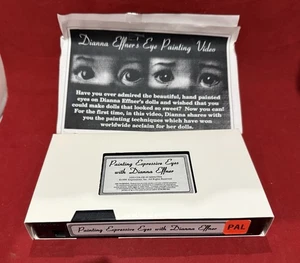 Dianna Effner's Eye Painting Video
Have you ever admired the beautiful, hand painted
eyes on Dianna Effner's dolls and wished that you
could make dolls that looked so sweet? Now you can!
For the first time, in this video, Dianna shares with
you the painting techniques which have won
worldwide acclaim for her dolls.
Painting Expressive Eyes
with Dianna Effner
Painting Expressive Eyes with Dianna Effner
PAL